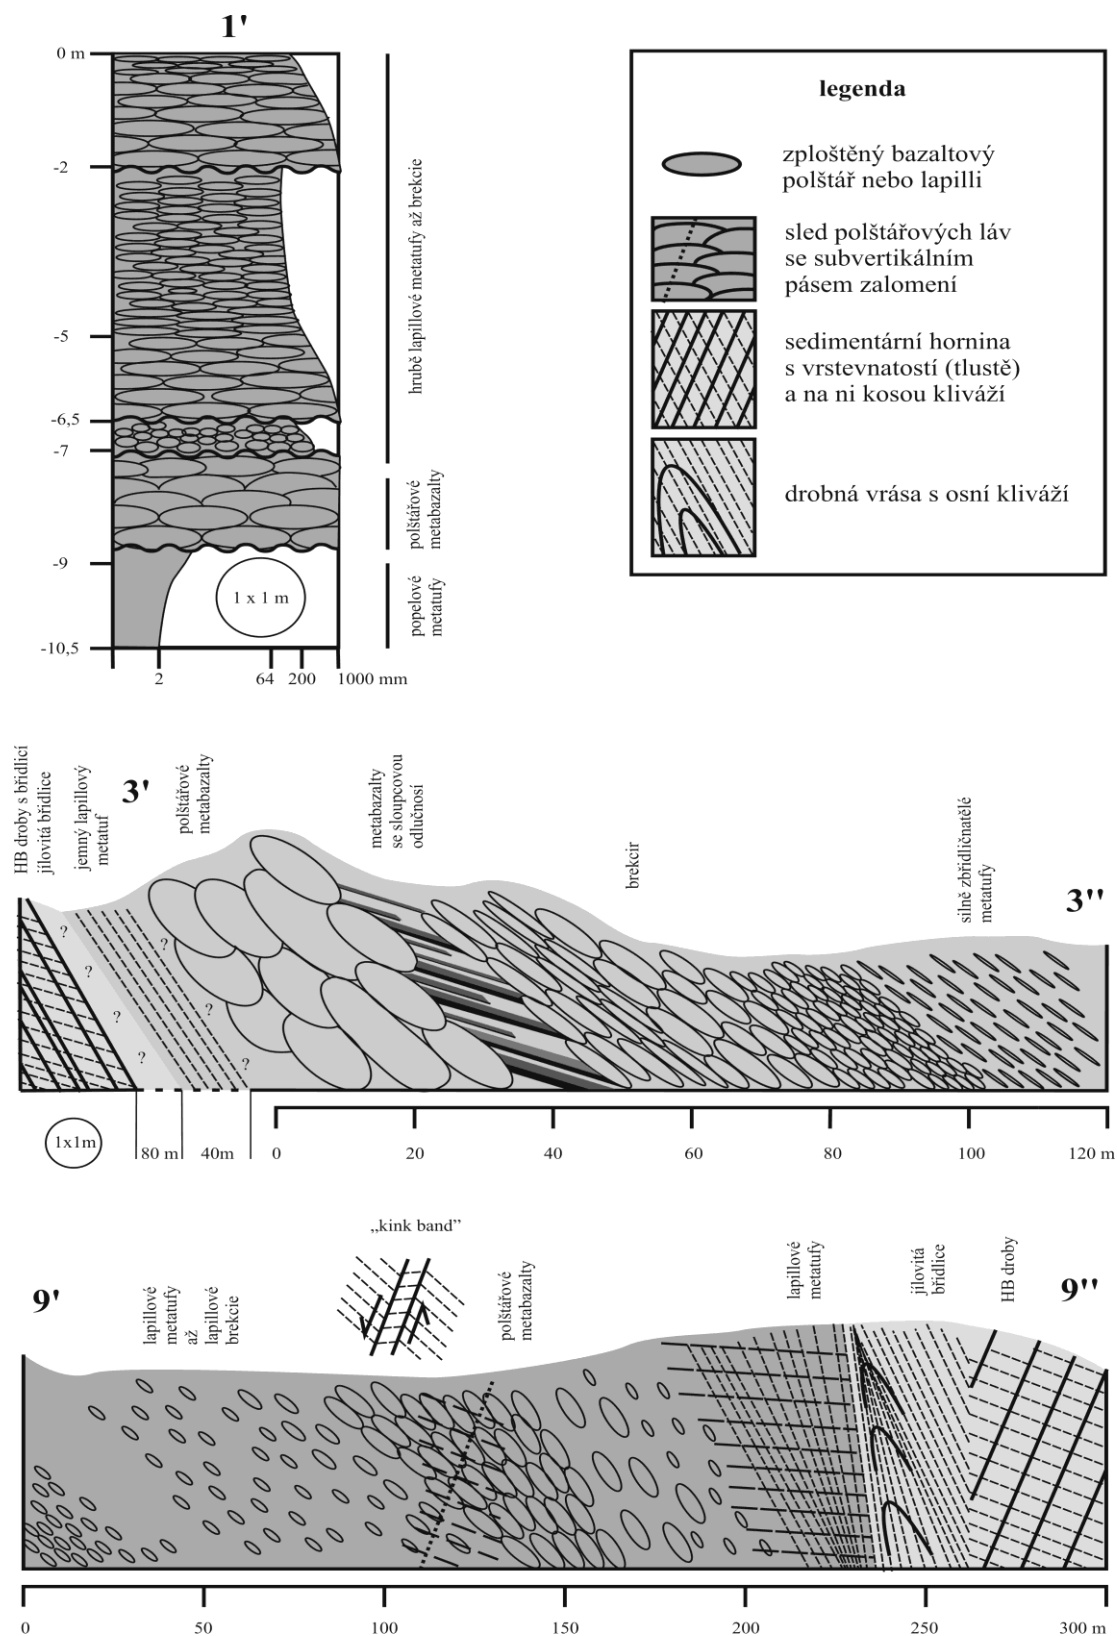 1'
0 m
-2
-5
-6,5
-7
-9
-10,5
2
64
200
1000 mm
1 x 1 m
hrubě lapillové metatufy až brekcie
polštářové
metabazalty
popelové
metatufy
legenda
zploštěný bazaltový
polštář nebo lapilli
sled polštářových láv
se subvertikálním
pásem zalomení
sedimentární hornina
s vrstevnatostí (tlustě)
a na ni kosou kliváží
drobná vrása s osní kliváží
HB droby s břidlicí
jílovitá břidlice
jemný lapillový
metatuf
3'
polštářové
metabazalty
metabazalty
se sloupcovou
odlučnosí
brekcir
silně zbřidličnatělé
metatufy
3''
?
?
?
?
?
?
?
1x1m
80 m
40m
0
20
40
60
80
100
120 m
9'
lapillové
metatufy
až
lapillové
brekcie
„kink band”
polštářové
metabazalty
lapillové
metatufy
jílovitá
břidlice
HB droby
9''
0
50
100
150
200
250
300 m